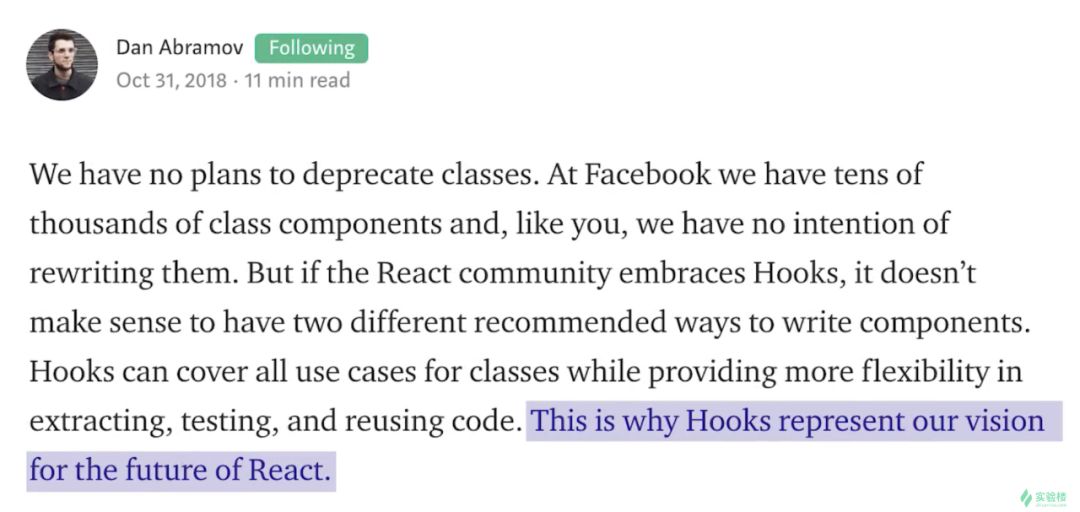 Dan Abramov Following
Oct 31, 2018 · 11 min read
We have no plans to deprecate classes. At Facebook we have tens of
thousands of class components and, like you, we have no intention of
rewriting them. But if the React community embraces Hooks, it doesn’t
make sense to have two different recommended ways to write components.
Hooks can cover all use cases for classes while providing more flexibility in
extracting, testing, and reusing code. This is why Hooks represent our vision
for the future of React.
实验楼